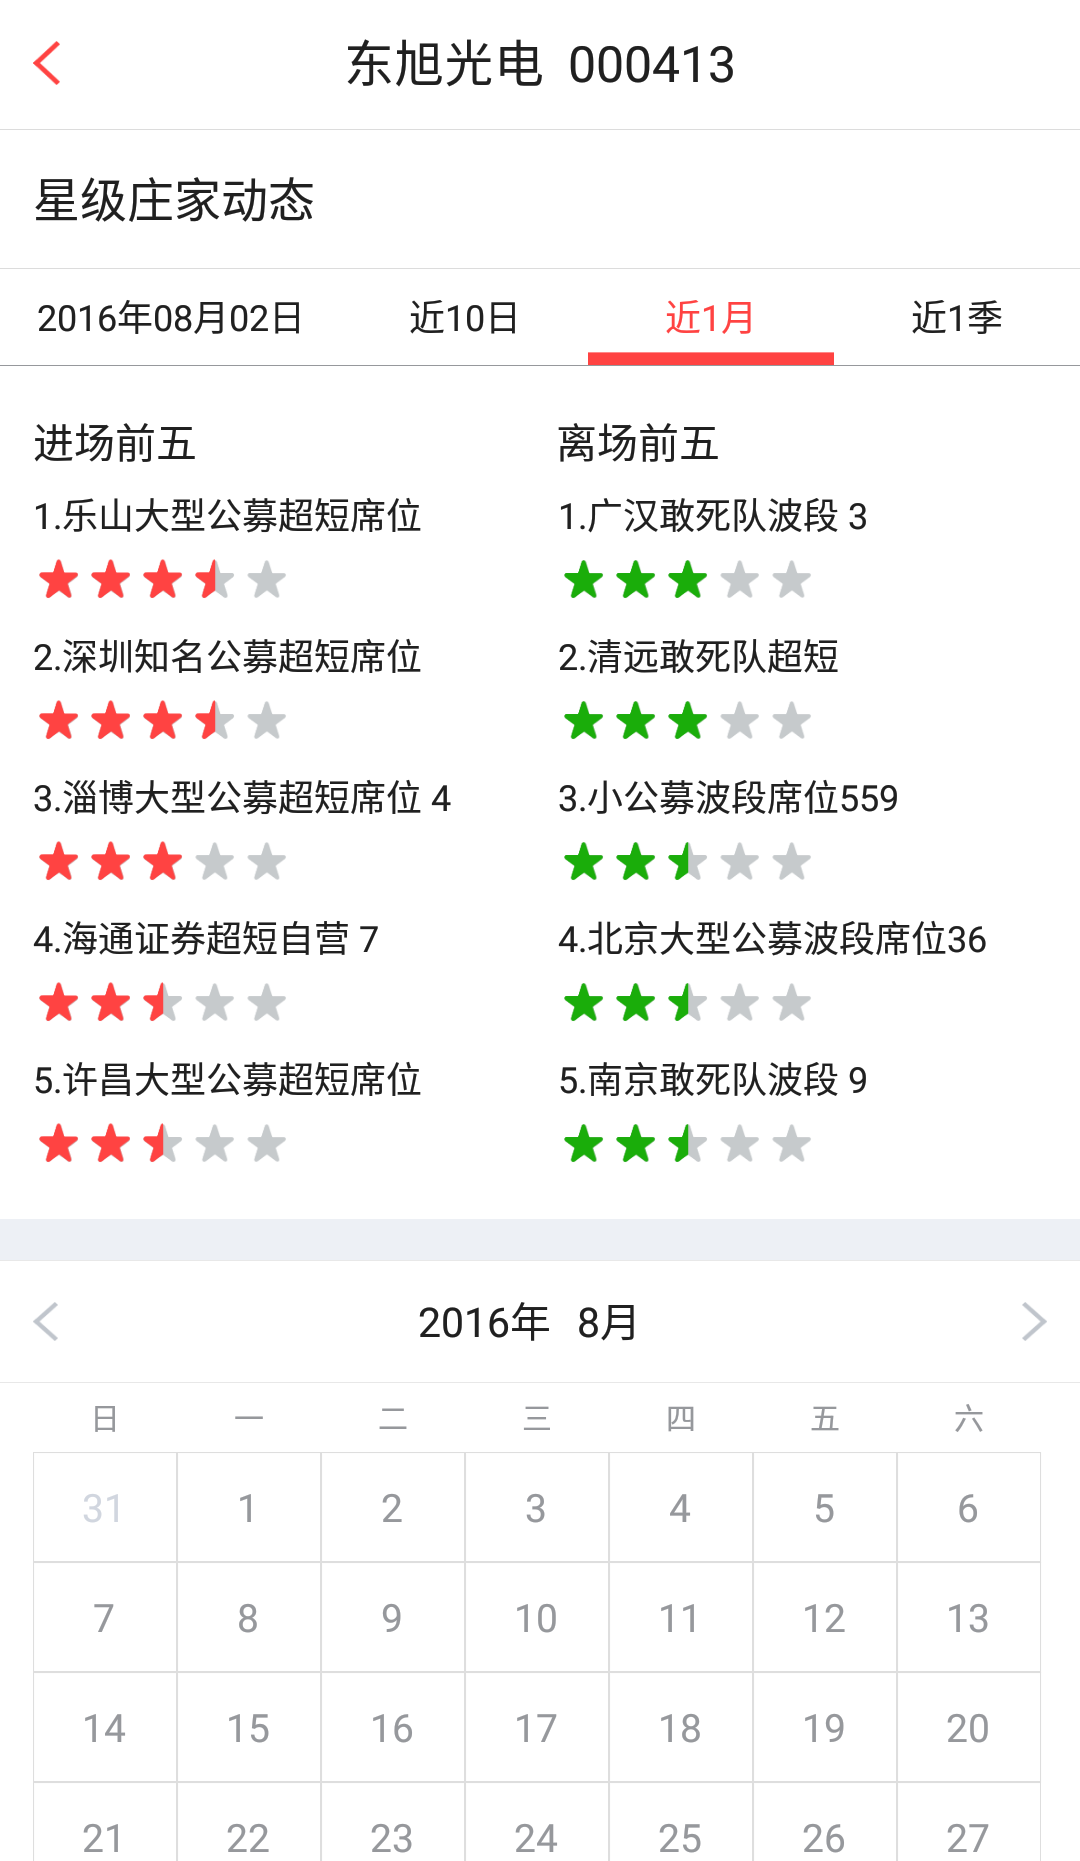 东旭光电 000413
星级庄家动态
2016年08月02日 近10日 近1月 近1季
进场前五
1.乐山大型公募超短席位
2.深圳知名公募超短席位
3.淄博大型公募超短席位 4
4.海通证券超短自营 7
5.许昌大型公募超短席位
离场前五
1.广汉敢死队波段 3
2.清远敢死队超短
3.小公募波段席位559
4.北京大型公募波段席位36
5.南京敢死队波段 9
2016年 8月
日 一 二 三 四 五 六
31 1 2 3 4 5 6
7 8 9 10 11 12 13
14 15 16 17 18 19 20
21 22 23 24 25 26 27